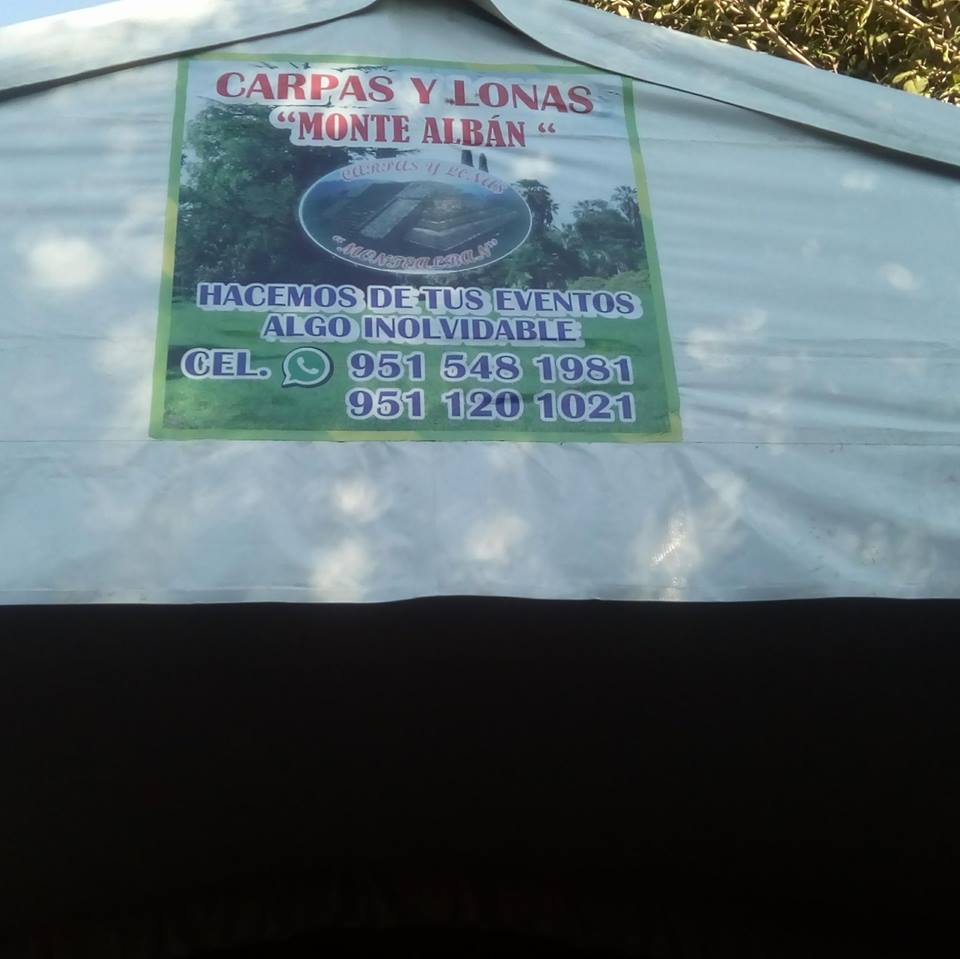 CARPAS Y LONAS
“MONTE ALBÁN “
CARPAS Y LONAS
“MONTEALBAN”
HACEMOS DE TUS EVENTOS
ALGO INOLVIDABLE
CEL. 951 548 1981
951 120 1021